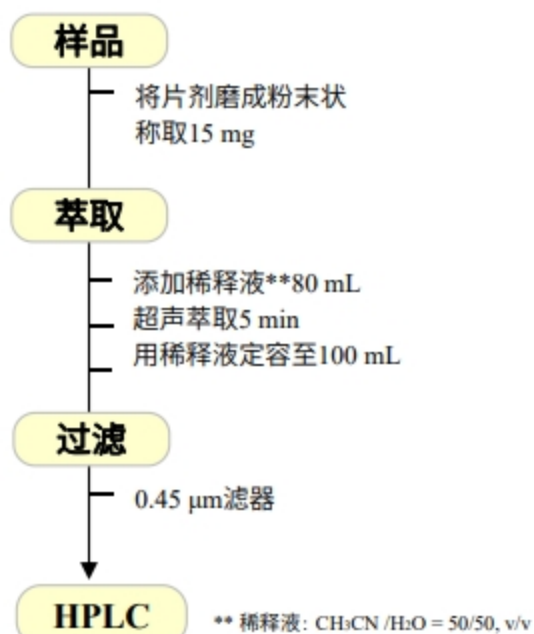 样品
将片剂磨成粉末状
称取15 mg
萃取
添加稀释液**80 mL
超声萃取5 min
用稀释液定容至100 mL
过滤
0.45 μm滤器
HPLC
** 稀释液: CH₃CN /H₂O = 50/50, v/v